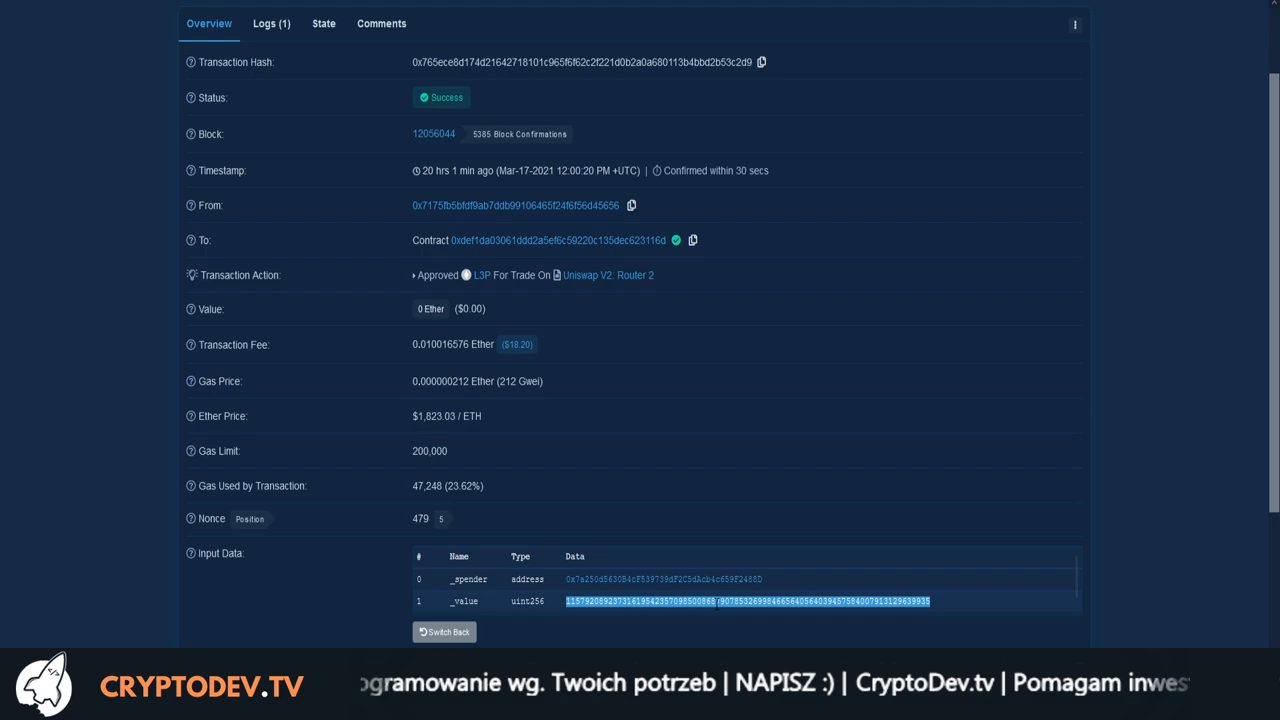 Overview Logs (1) State Comments
Transaction Hash: 0x765ece8d174d21642718101c965f6f62c2f221d0b2a0a680113b4bbd2b53c2d9
Status: Success
Block: 12056044 5385 Block Confirmations
Timestamp: 20 hrs 1 min ago (Mar-17-2021 12:00:20 PM +UTC) | Confirmed within 30 secs
From: 0x7175fb5bfdf9ab7ddb99106465f24f6f56d45656
To: Contract 0xdef1da03061ddd2a5ef6c59220c135dec623116d
Transaction Action: Approved L3P For Trade On Uniswap V2: Router 2
Value: 0 Ether ($0.00)
Transaction Fee: 0.010016576 Ether ($18.20)
Gas Price: 0.000000212 Ether (212 Gwei)
Ether Price: $1,823.03 / ETH
Gas Limit: 200,000
Gas Used by Transaction: 47,248 (23.62%)
Nonce Position 479 5
Input Data:
# Name Type Data
0 _spender address 0x7a250d5630B4cF539739dF2C5dAcb4c659F2488D
1 _value uint256
Switch Back
CRYPTODEV.TV
ogramowanie wg. Twoich potrzeb | NAPISZ :) | CryptoDev.tv | Pomagam inwes